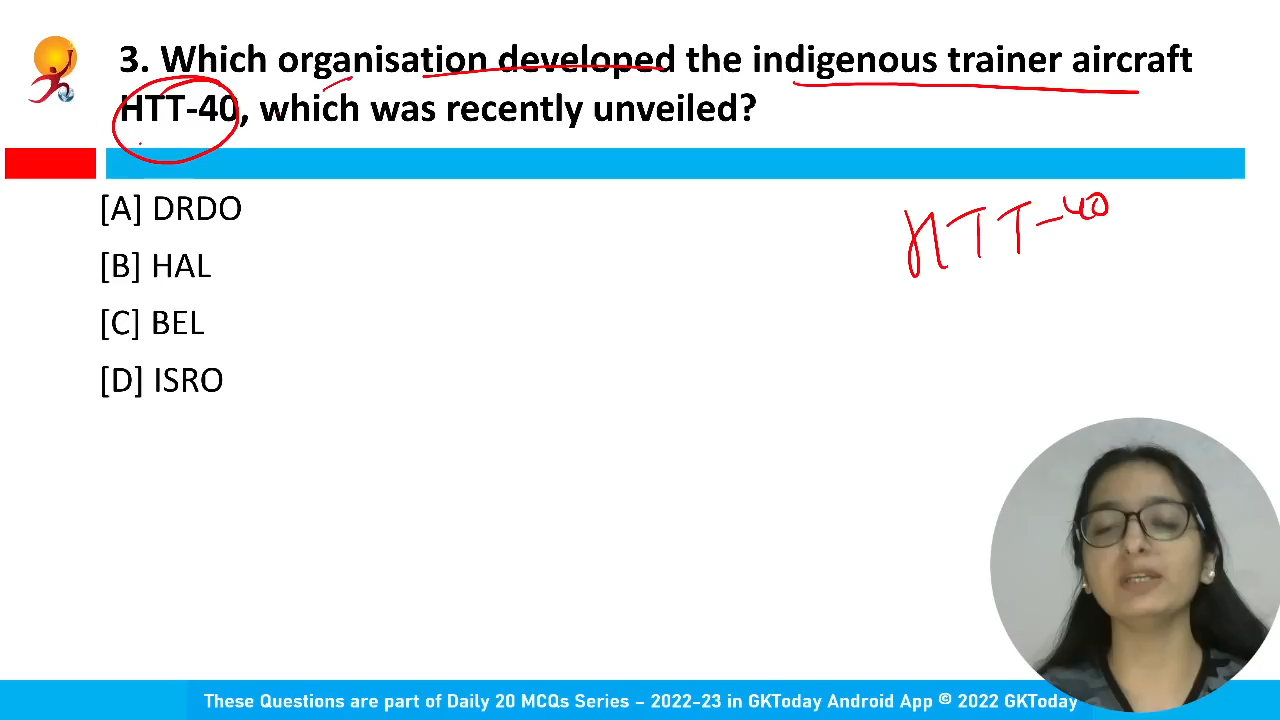 3. Which organisation developed the indigenous trainer aircraft
HTT-40, which was recently unveiled?
[A] DRDO
HTT-40
[B] HAL
[C] BEL
[D] ISRO
These Questions are part of Daily 20 MCQs Series – 2022-23 in GKToday Android App © 2022 GKToday